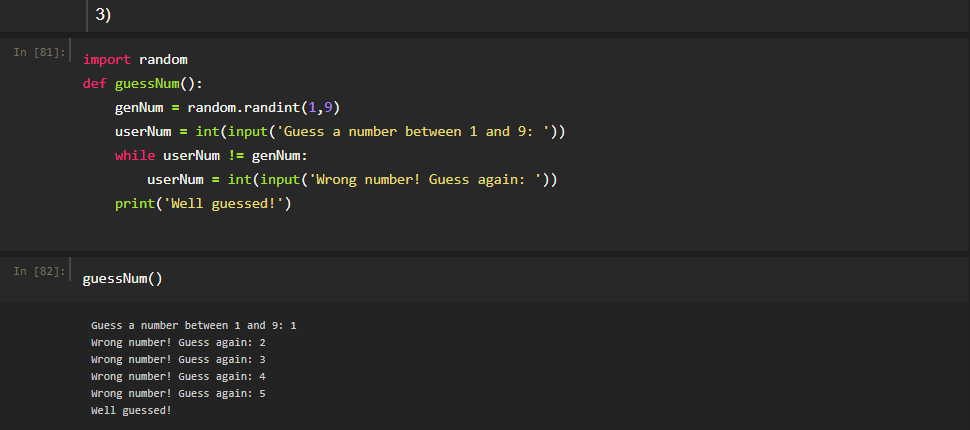 3)
In [81]:
import random
def guessNum():
    genNum = random.randint(1,9)
    userNum = int(input('Guess a number between 1 and 9: '))
    while userNum != genNum:
        userNum = int(input('Wrong number! Guess again: '))
    print('Well guessed!')
In [82]:
guessNum()
Guess a number between 1 and 9: 1
Wrong number! Guess again: 2
Wrong number! Guess again: 3
Wrong number! Guess again: 4
Wrong number! Guess again: 5
Well guessed!